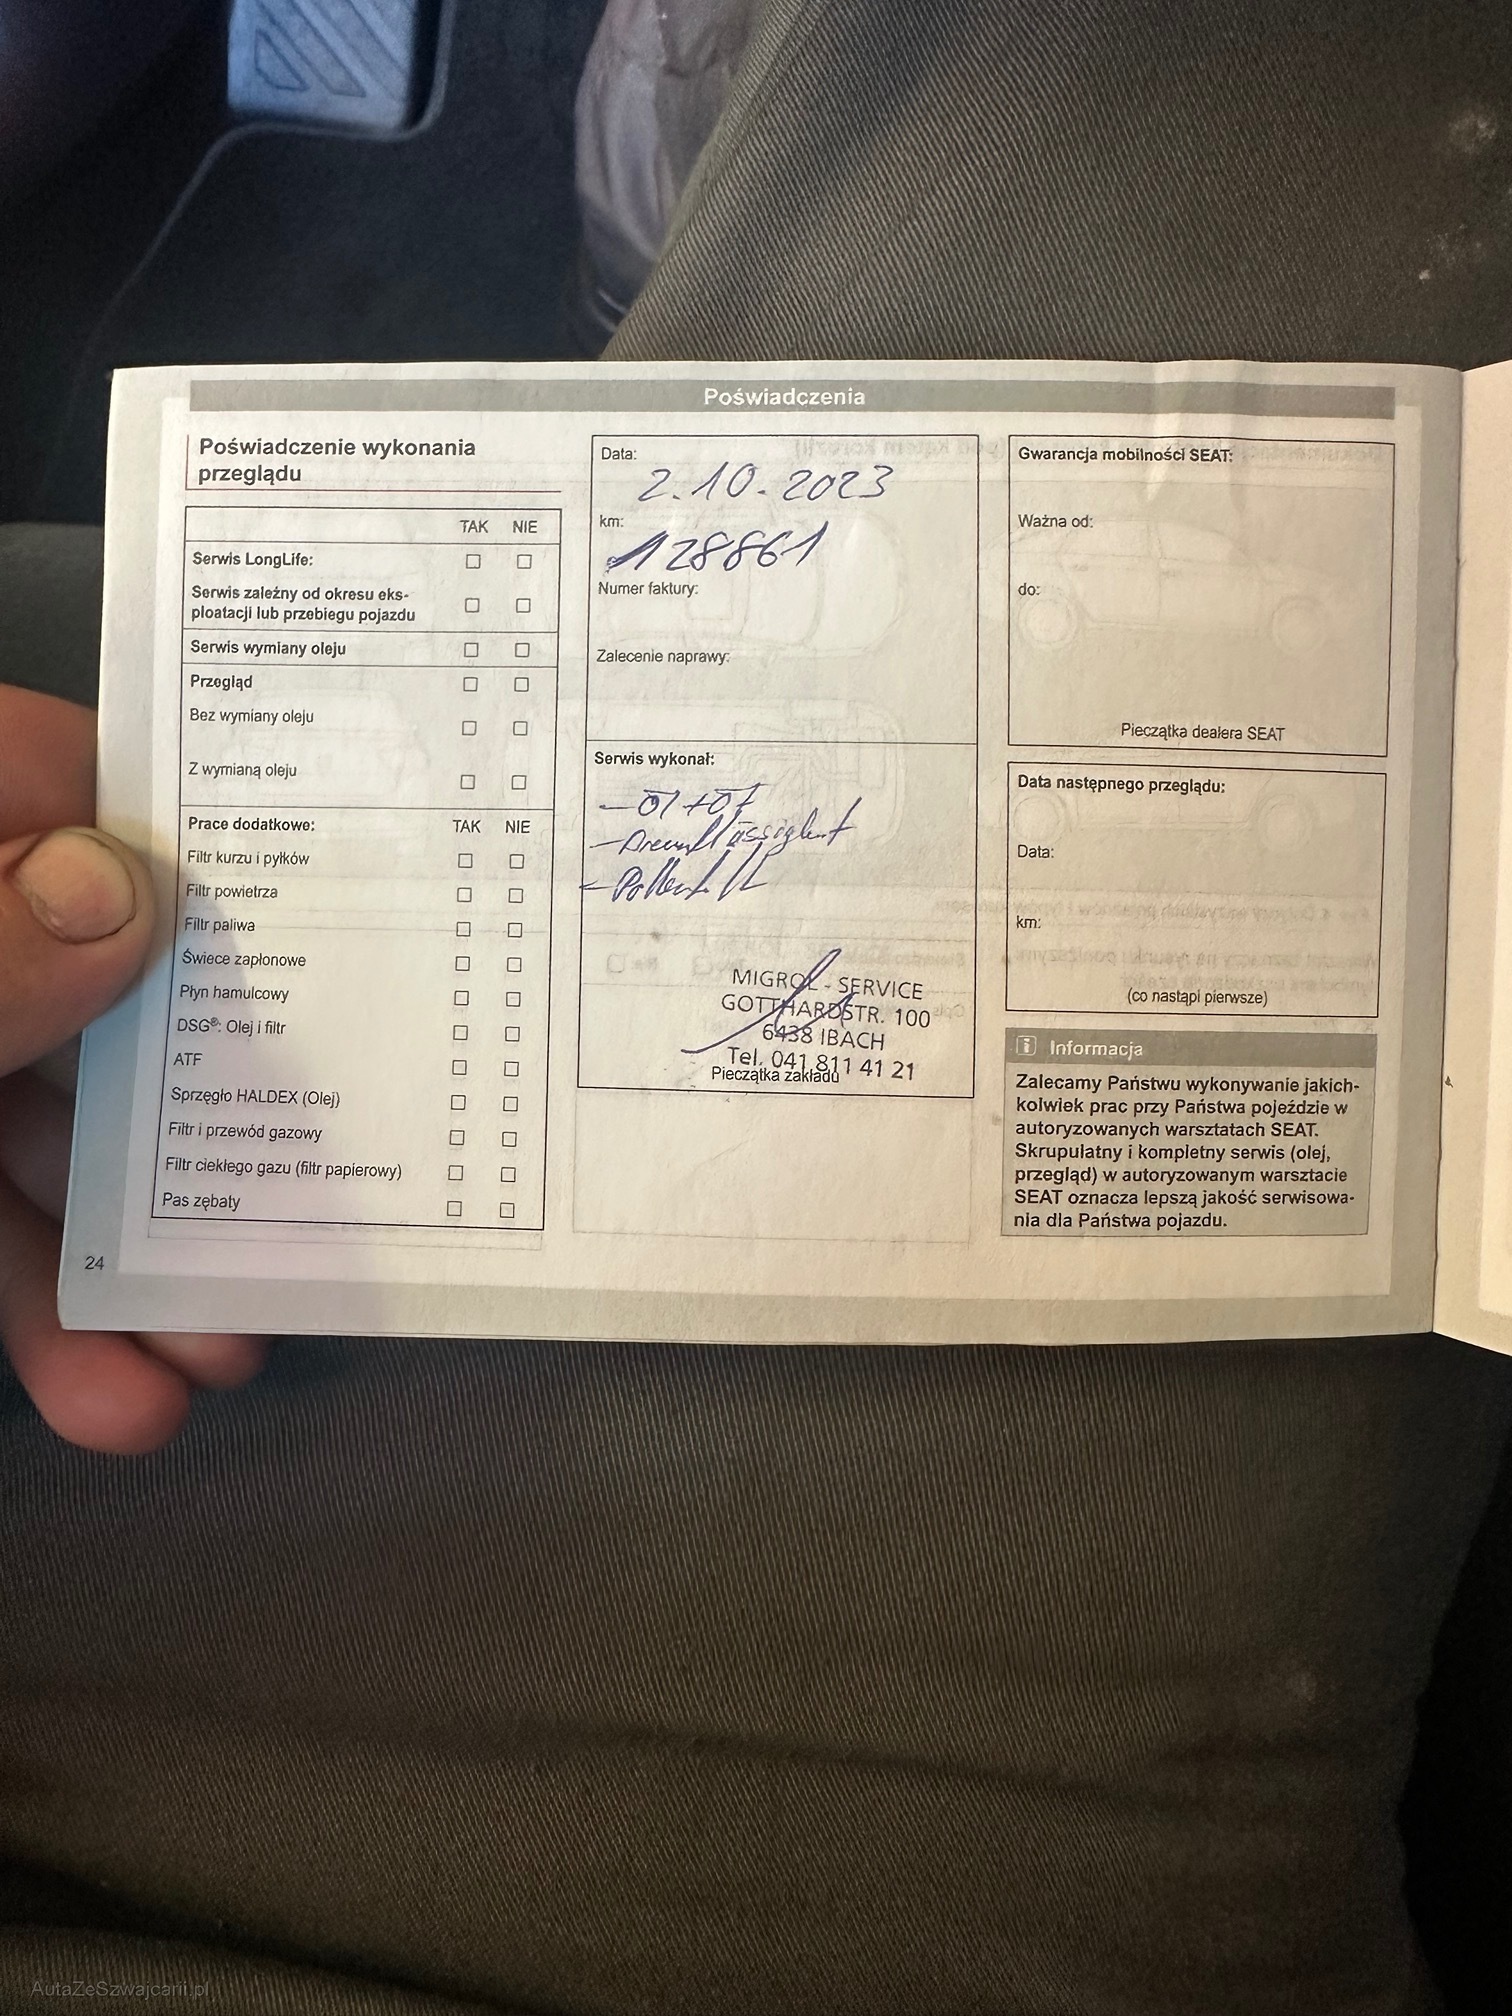 Poświadczenia
Poświadczenie wykonania
przeglądu
TAK NIE
Serwis LongLife:
Serwis zależny od okresu eks-
ploatacji lub przebiegu pojazdu
Serwis wymiany oleju
Przegląd
Bez wymiany oleju
Z wymianą oleju
Prace dodatkowe: TAK NIE
Filtr kurzu i pyłków
Filtr powietrza
Filtr paliwa
Świece zapłonowe
Płyn hamulcowy
DSG®: Olej i filtr
ATF
Sprzęgło HALDEX (Olej)
Filtr i przewód gazowy
Filtr ciekłego gazu (filtr papierowy)
Pas zębaty
24
Data:
2.10.2023
km:
128861
Numer faktury:
Zalecenie naprawy:
Serwis wykonał:
- Öl + ÖF
MIGROL - SERVICE
GOTTHARDSTR. 100
6438 IBACH
Tel. 041 811 41 21
Pieczątka zakładu
Gwarancja mobilności SEAT:
Ważna od:
do:
Pieczątka dealera SEAT
Data następnego przeglądu:
Data:
km:
(co nastąpi pierwsze)
i Informacja
Zalecamy Państwu wykonywanie jakich-
kolwiek prac przy Państwa pojeździe w
autoryzowanych warsztatach SEAT.
Skrupulatny i kompletny serwis (olej,
przegląd) w autoryzowanym warsztacie
SEAT oznacza lepszą jakość serwisowa-
nia dla Państwa pojazdu.
AutaZeSzwajcarii.pl